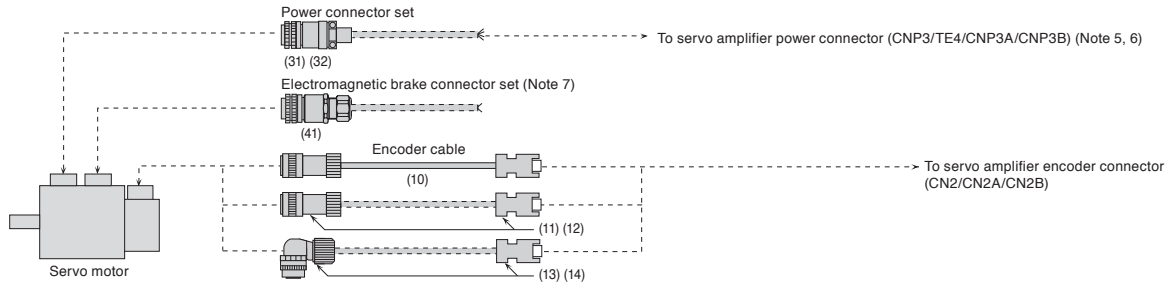 Power connector set
To servo amplifier power connector (CNP3/TE4/CNP3A/CNP3B) (Note 5, 6)
(31) (32)
Electromagnetic brake connector set (Note 7)
(41)
Encoder cable
(10)
To servo amplifier encoder connector
(CN2/CN2A/CN2B)
(11) (12)
(13) (14)
Servo motor